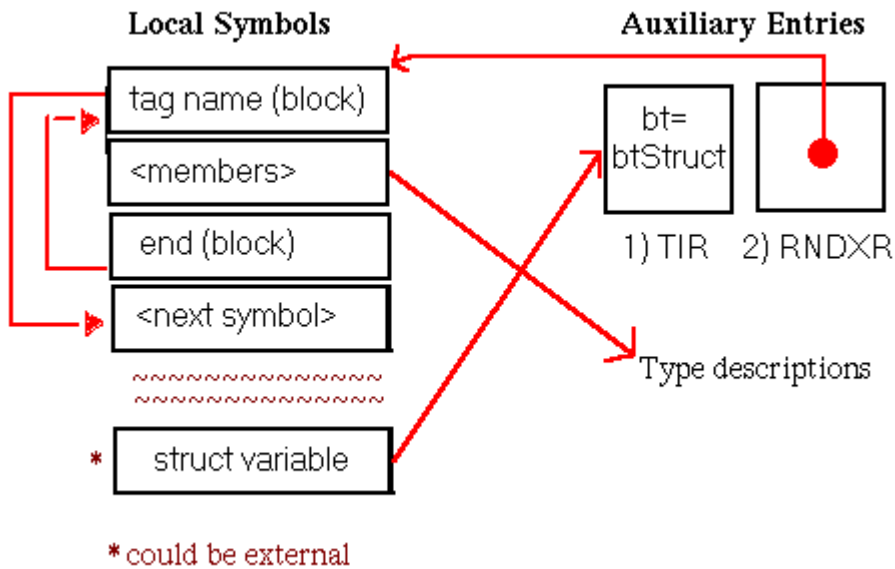 Local Symbols
Auxiliary Entries
tag name (block)
<members>
end (block)
<next symbol>
~~~~~~~~~~~~~~
~~~~~~~~~~~~~~
* struct variable
* could be external
bt=
btStruct
1) TIR
2) RNDXR
Type descriptions